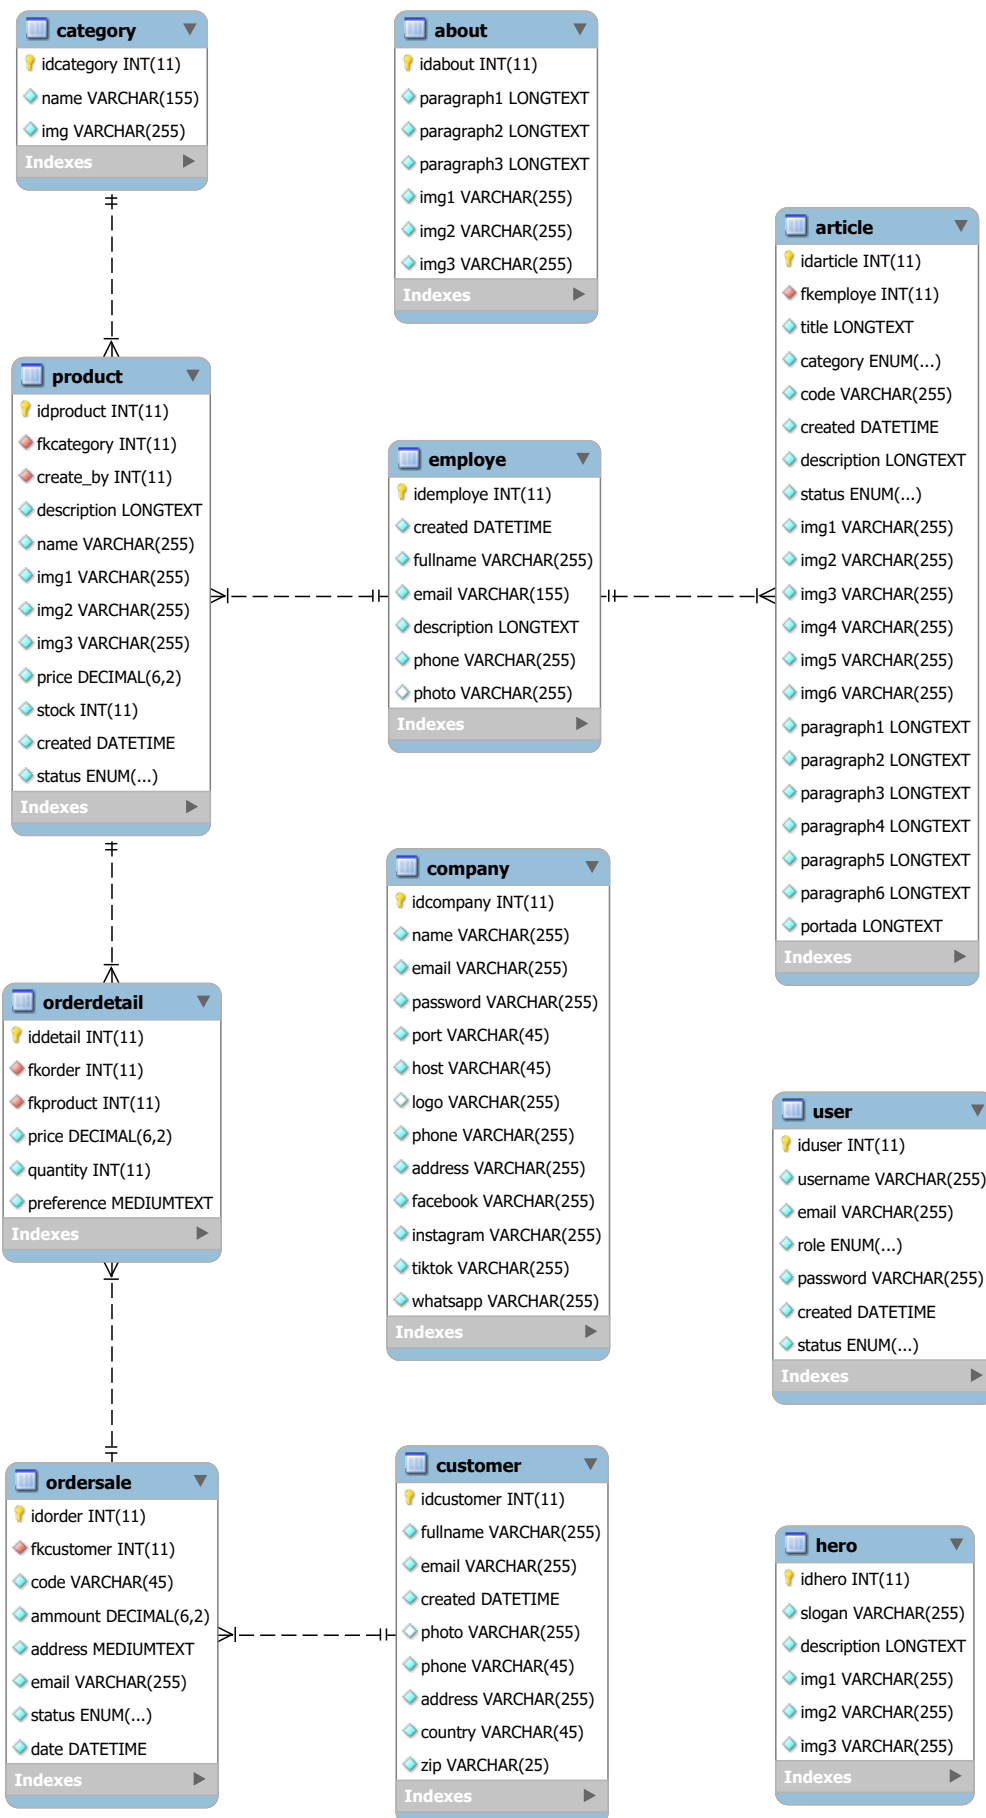 category
idcategory INT(11)
name VARCHAR(155)
img VARCHAR(255)
Indexes
about
idabout INT(11)
paragraph1 LONGTEXT
paragraph2 LONGTEXT
paragraph3 LONGTEXT
img1 VARCHAR(255)
img2 VARCHAR(255)
img3 VARCHAR(255)
Indexes
article
idarticle INT(11)
fkemploye INT(11)
title LONGTEXT
category ENUM(...)
code VARCHAR(255)
created DATETIME
description LONGTEXT
status ENUM(...)
img1 VARCHAR(255)
img2 VARCHAR(255)
img3 VARCHAR(255)
img4 VARCHAR(255)
img5 VARCHAR(255)
img6 VARCHAR(255)
paragraph1 LONGTEXT
paragraph2 LONGTEXT
paragraph3 LONGTEXT
paragraph4 LONGTEXT
paragraph5 LONGTEXT
paragraph6 LONGTEXT
portada LONGTEXT
Indexes
product
idproduct INT(11)
fkcategory INT(11)
create_by INT(11)
description LONGTEXT
name VARCHAR(255)
img1 VARCHAR(255)
img2 VARCHAR(255)
img3 VARCHAR(255)
price DECIMAL(6,2)
stock INT(11)
created DATETIME
status ENUM(...)
Indexes
employe
idemploye INT(11)
created DATETIME
fullname VARCHAR(255)
email VARCHAR(155)
description LONGTEXT
phone VARCHAR(255)
photo VARCHAR(255)
Indexes
company
idcompany INT(11)
name VARCHAR(255)
email VARCHAR(255)
password VARCHAR(255)
port VARCHAR(45)
host VARCHAR(45)
logo VARCHAR(255)
phone VARCHAR(255)
address VARCHAR(255)
facebook VARCHAR(255)
instagram VARCHAR(255)
tiktok VARCHAR(255)
whatsapp VARCHAR(255)
Indexes
orderdetail
iddetail INT(11)
fkorder INT(11)
fkproduct INT(11)
price DECIMAL(6,2)
quantity INT(11)
preference MEDIUMTEXT
Indexes
user
iduser INT(11)
username VARCHAR(255)
email VARCHAR(255)
role ENUM(...)
password VARCHAR(255)
created DATETIME
status ENUM(...)
Indexes
ordersale
idorder INT(11)
fkcustomer INT(11)
code VARCHAR(45)
ammount DECIMAL(6,2)
address MEDIUMTEXT
email VARCHAR(255)
status ENUM(...)
date DATETIME
Indexes
customer
idcustomer INT(11)
fullname VARCHAR(255)
email VARCHAR(255)
created DATETIME
photo VARCHAR(255)
phone VARCHAR(45)
address VARCHAR(255)
country VARCHAR(45)
zip VARCHAR(25)
Indexes
hero
idhero INT(11)
slogan VARCHAR(255)
description LONGTEXT
img1 VARCHAR(255)
img2 VARCHAR(255)
img3 VARCHAR(255)
Indexes